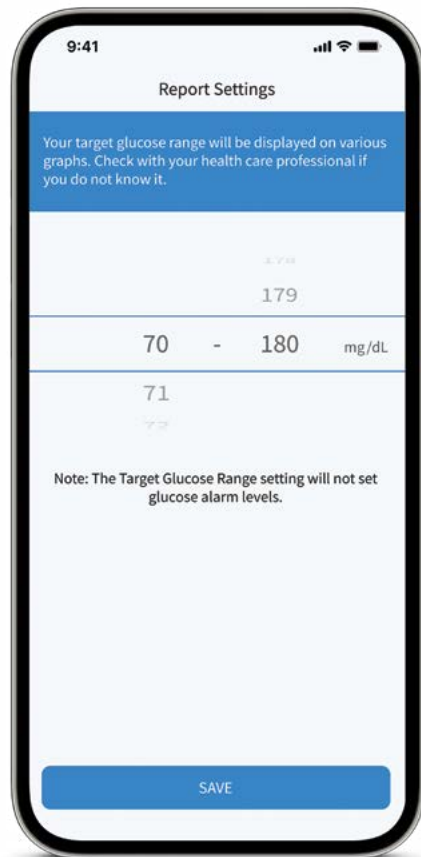 9:41
Report Settings
Your target glucose range will be displayed on various
graphs. Check with your health care professional if
you do not know it.
179
70 - 180 mg/dL
71
Note: The Target Glucose Range setting will not set
glucose alarm levels.
SAVE